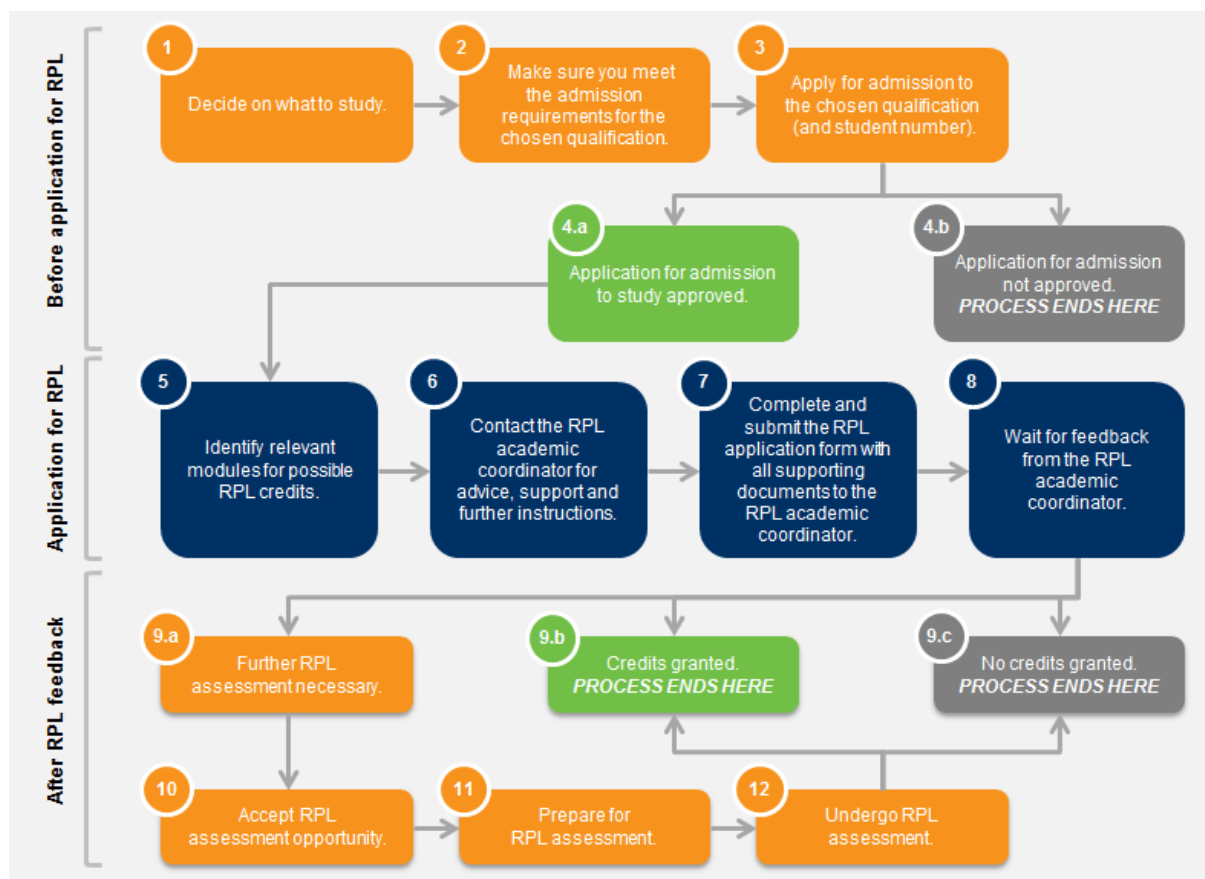 Before application for RPL
1
Decide on what to study.
2
Make sure you meet
the admission
requirements for the
chosen qualification.
3
Apply for admission to
the chosen qualification
(and student number).
4.a
Application for admission
to study approved.
4.b
Application for admission
not approved.
PROCESS ENDS HERE
Application for RPL
5
Identify relevant
modules for possible
RPL credits.
6
Contact the RPL
academic
coordinator for
advice, support and
further instructions.
7
Complete and
submit the RPL
application form with
all supporting
documents to the
RPL academic
coordinator.
8
Wait for feedback
from the RPL
academic
coordinator.
After RPL feedback
9.a
Further RPL
assessment necessary.
9.b
Credits granted.
PROCESS ENDS HERE
9.c
No credits granted.
PROCESS ENDS HERE
10
Accept RPL
assessment opportunity.
11
Prepare for
RPL assessment.
12
Undergo RPL
assessment.